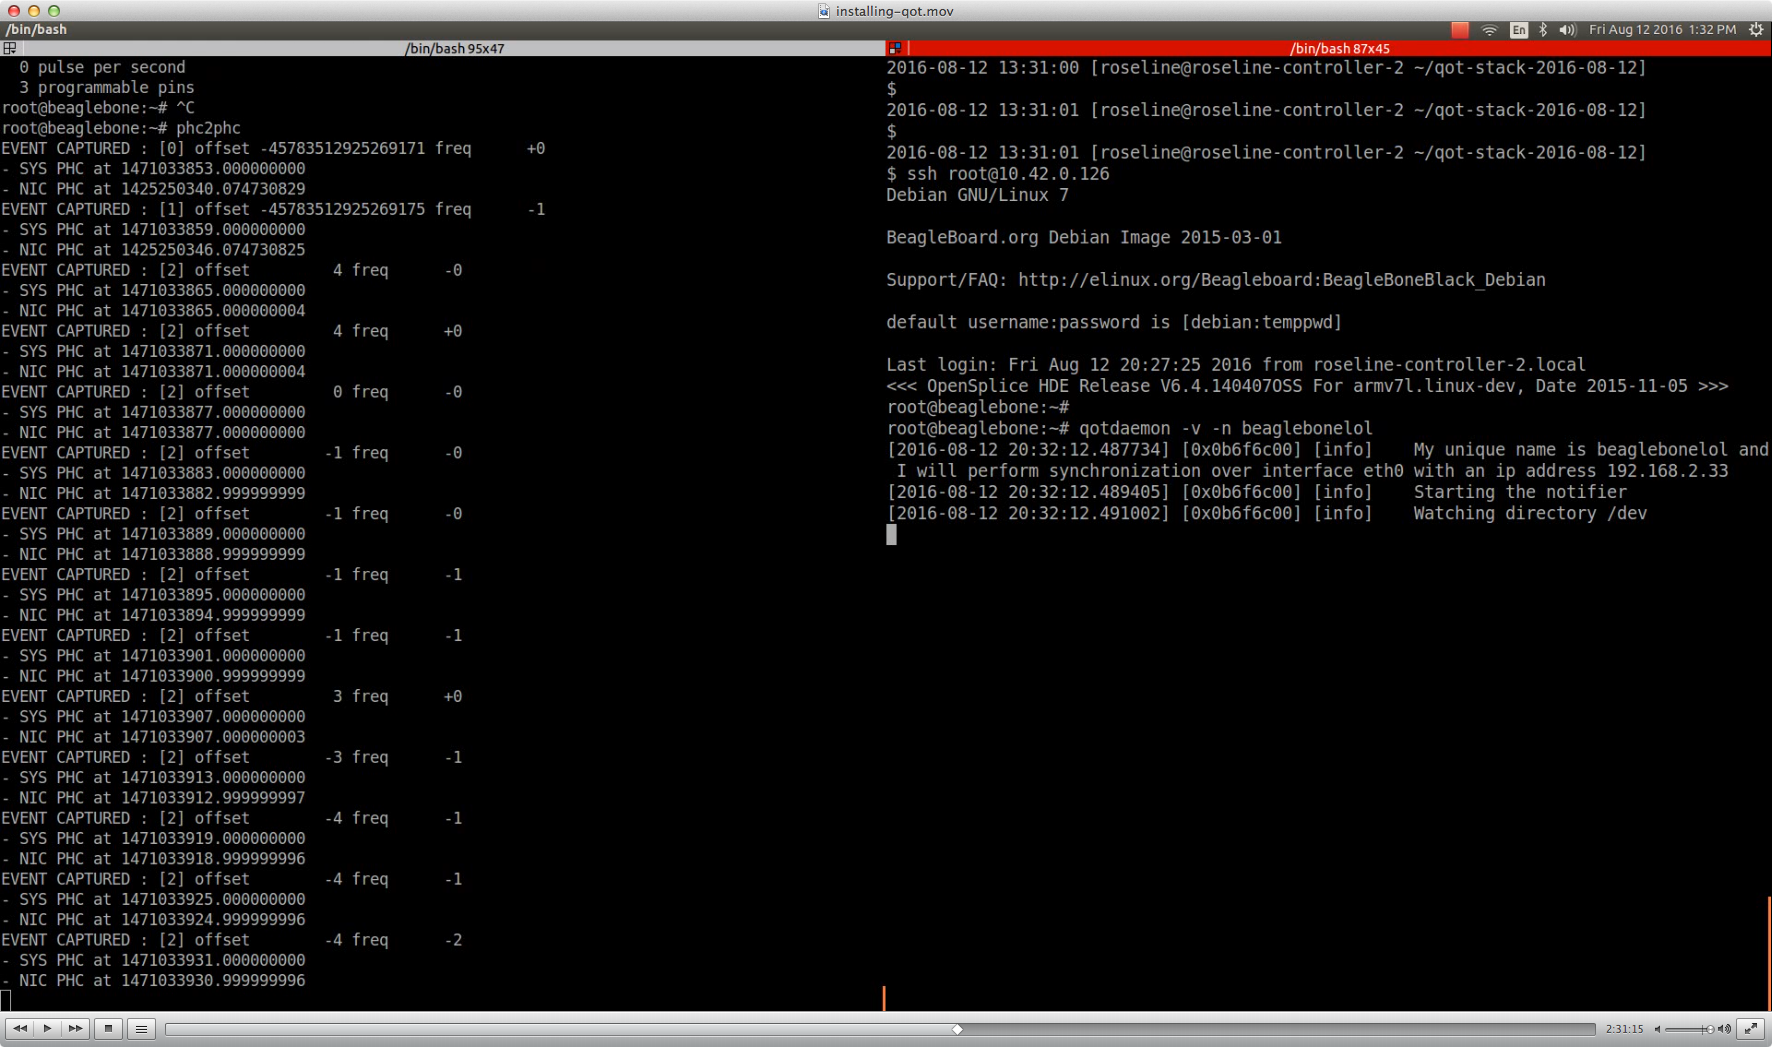 installing-qot.mov
/bin/bash
En
Fri Aug 12 2016 1:32 PM
/bin/bash 95x47
0 pulse per second
3 programmable pins
root@beaglebone:~# ^C
root@beaglebone:~# phc2phc
EVENT CAPTURED : [0] offset -45783512925269171 freq +0
- SYS PHC at 1471033853.000000000
- NIC PHC at 1425250340.074730829
EVENT CAPTURED : [1] offset -45783512925269175 freq -1
- SYS PHC at 1471033859.000000000
- NIC PHC at 1425250346.074730825
EVENT CAPTURED : [2] offset 4 freq -0
- SYS PHC at 1471033865.000000000
- NIC PHC at 1471033865.000000004
EVENT CAPTURED : [2] offset 4 freq +0
- SYS PHC at 1471033871.000000000
- NIC PHC at 1471033871.000000004
EVENT CAPTURED : [2] offset 0 freq -0
- SYS PHC at 1471033877.000000000
- NIC PHC at 1471033877.000000000
EVENT CAPTURED : [2] offset -1 freq -0
- SYS PHC at 1471033883.000000000
- NIC PHC at 1471033882.999999999
EVENT CAPTURED : [2] offset -1 freq -0
- SYS PHC at 1471033889.000000000
- NIC PHC at 1471033888.999999999
EVENT CAPTURED : [2] offset -1 freq -1
- SYS PHC at 1471033895.000000000
- NIC PHC at 1471033894.999999999
EVENT CAPTURED : [2] offset -1 freq -1
- SYS PHC at 1471033901.000000000
- NIC PHC at 1471033900.999999999
EVENT CAPTURED : [2] offset 3 freq +0
- SYS PHC at 1471033907.000000000
- NIC PHC at 1471033907.000000003
EVENT CAPTURED : [2] offset -3 freq -1
- SYS PHC at 1471033913.000000000
- NIC PHC at 1471033912.999999997
EVENT CAPTURED : [2] offset -4 freq -1
- SYS PHC at 1471033919.000000000
- NIC PHC at 1471033918.999999996
EVENT CAPTURED : [2] offset -4 freq -1
- SYS PHC at 1471033925.000000000
- NIC PHC at 1471033924.999999996
EVENT CAPTURED : [2] offset -4 freq -2
- SYS PHC at 1471033931.000000000
- NIC PHC at 1471033930.999999996
/bin/bash 87x45
2016-08-12 13:31:00 [roseline@roseline-controller-2 ~/qot-stack-2016-08-12]
$
2016-08-12 13:31:01 [roseline@roseline-controller-2 ~/qot-stack-2016-08-12]
$
2016-08-12 13:31:01 [roseline@roseline-controller-2 ~/qot-stack-2016-08-12]
$ ssh root@10.42.0.126
Debian GNU/Linux 7
BeagleBoard.org Debian Image 2015-03-01
Support/FAQ: http://elinux.org/Beagleboard:BeagleBoneBlack_Debian
default username:password is [debian:temppwd]
Last login: Fri Aug 12 20:27:25 2016 from roseline-controller-2.local
<<< OpenSplice HDE Release V6.4.140407OSS For armv7l.linux-dev, Date 2015-11-05 >>>
root@beaglebone:~#
root@beaglebone:~# qotdaemon -v -n beaglebonelol
[2016-08-12 20:32:12.487734] [0x0b6f6c00] [info] My unique name is beaglebonelol and
I will perform synchronization over interface eth0 with an ip address 192.168.2.33
[2016-08-12 20:32:12.489405] [0x0b6f6c00] [info] Starting the notifier
[2016-08-12 20:32:12.491002] [0x0b6f6c00] [info] Watching directory /dev
2:31:15